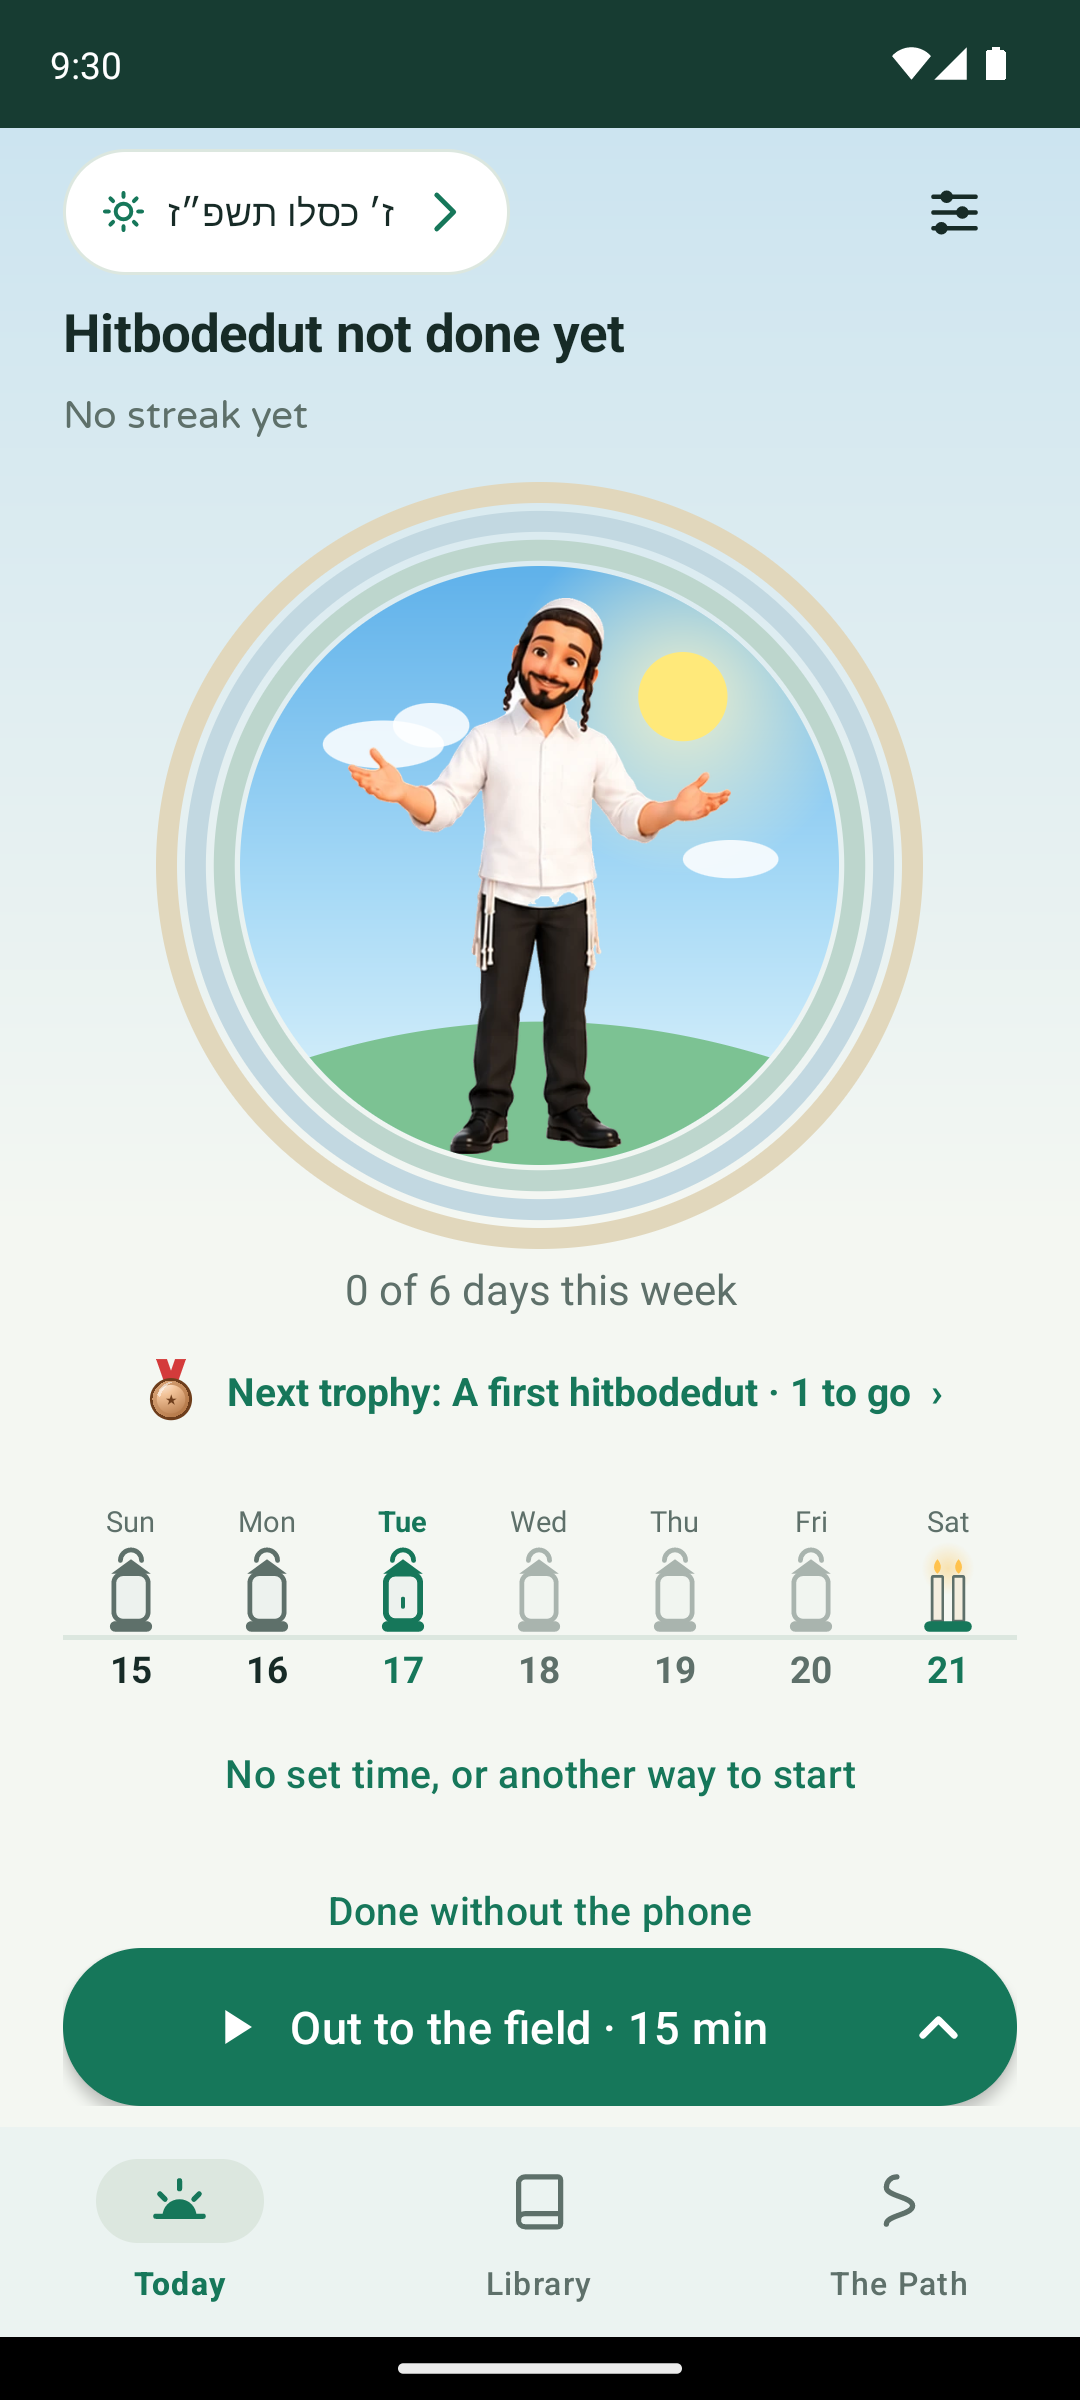 9:30
ז׳ כסלו תשפ״ז
Hitbodedut not done yet
No streak yet
0 of 6 days this week
Next trophy: A first hitbodedut · 1 to go ›
Sun Mon Tue Wed Thu Fri Sat
15 16 17 18 19 20 21
No set time, or another way to start
Done without the phone
Out to the field · 15 min
Today Library The Path